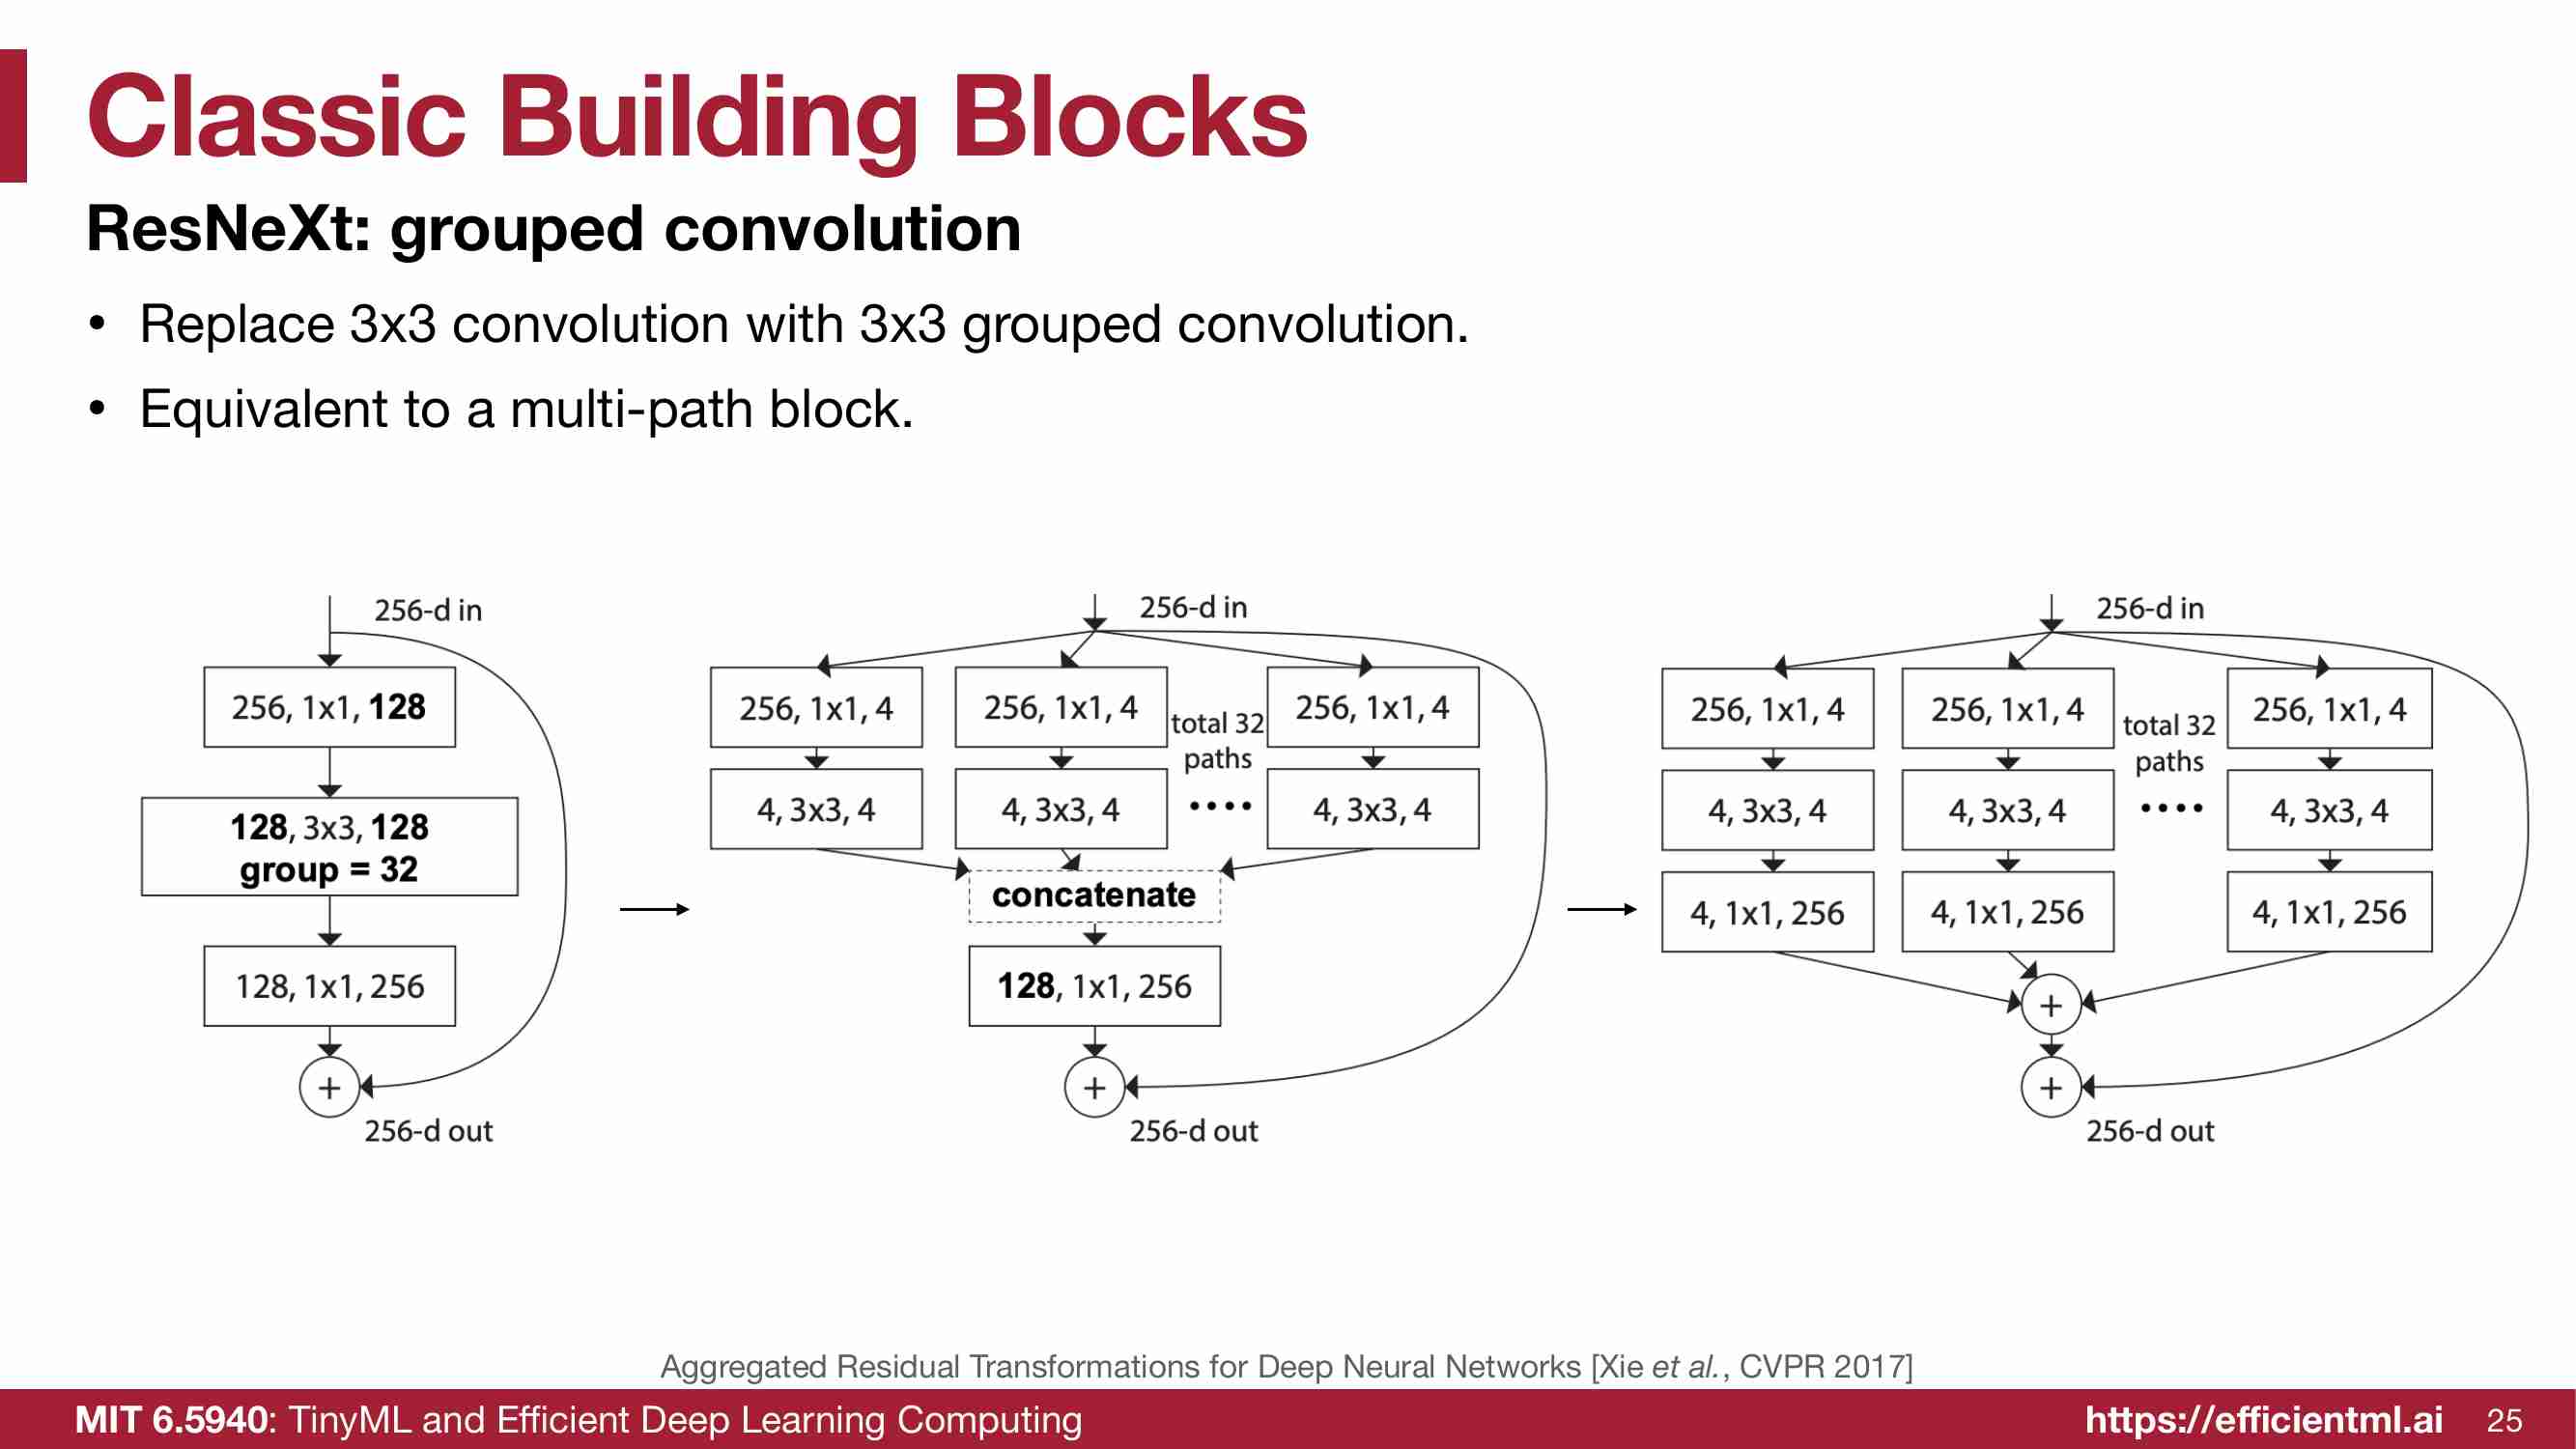 Classic Building Blocks
ResNeXt: grouped convolution
• Replace 3x3 convolution with 3x3 grouped convolution.
• Equivalent to a multi-path block.
256-d in
256, 1x1, 128
128, 3x3, 128
group = 32
128, 1x1, 256
+
256-d out
256-d in
256, 1x1, 4
256, 1x1, 4
total 32
paths
256, 1x1, 4
4, 3x3, 4
4, 3x3, 4
••••
4, 3x3, 4
concatenate
128, 1x1, 256
+
256-d out
256-d in
256, 1x1, 4
256, 1x1, 4
total 32
paths
256, 1x1, 4
4, 3x3, 4
4, 3x3, 4
••••
4, 3x3, 4
4, 1x1, 256
4, 1x1, 256
4, 1x1, 256
+
+
256-d out
Aggregated Residual Transformations for Deep Neural Networks [Xie et al., CVPR 2017]
MIT 6.5940: TinyML and Efficient Deep Learning Computing
https://efficientml.ai
25